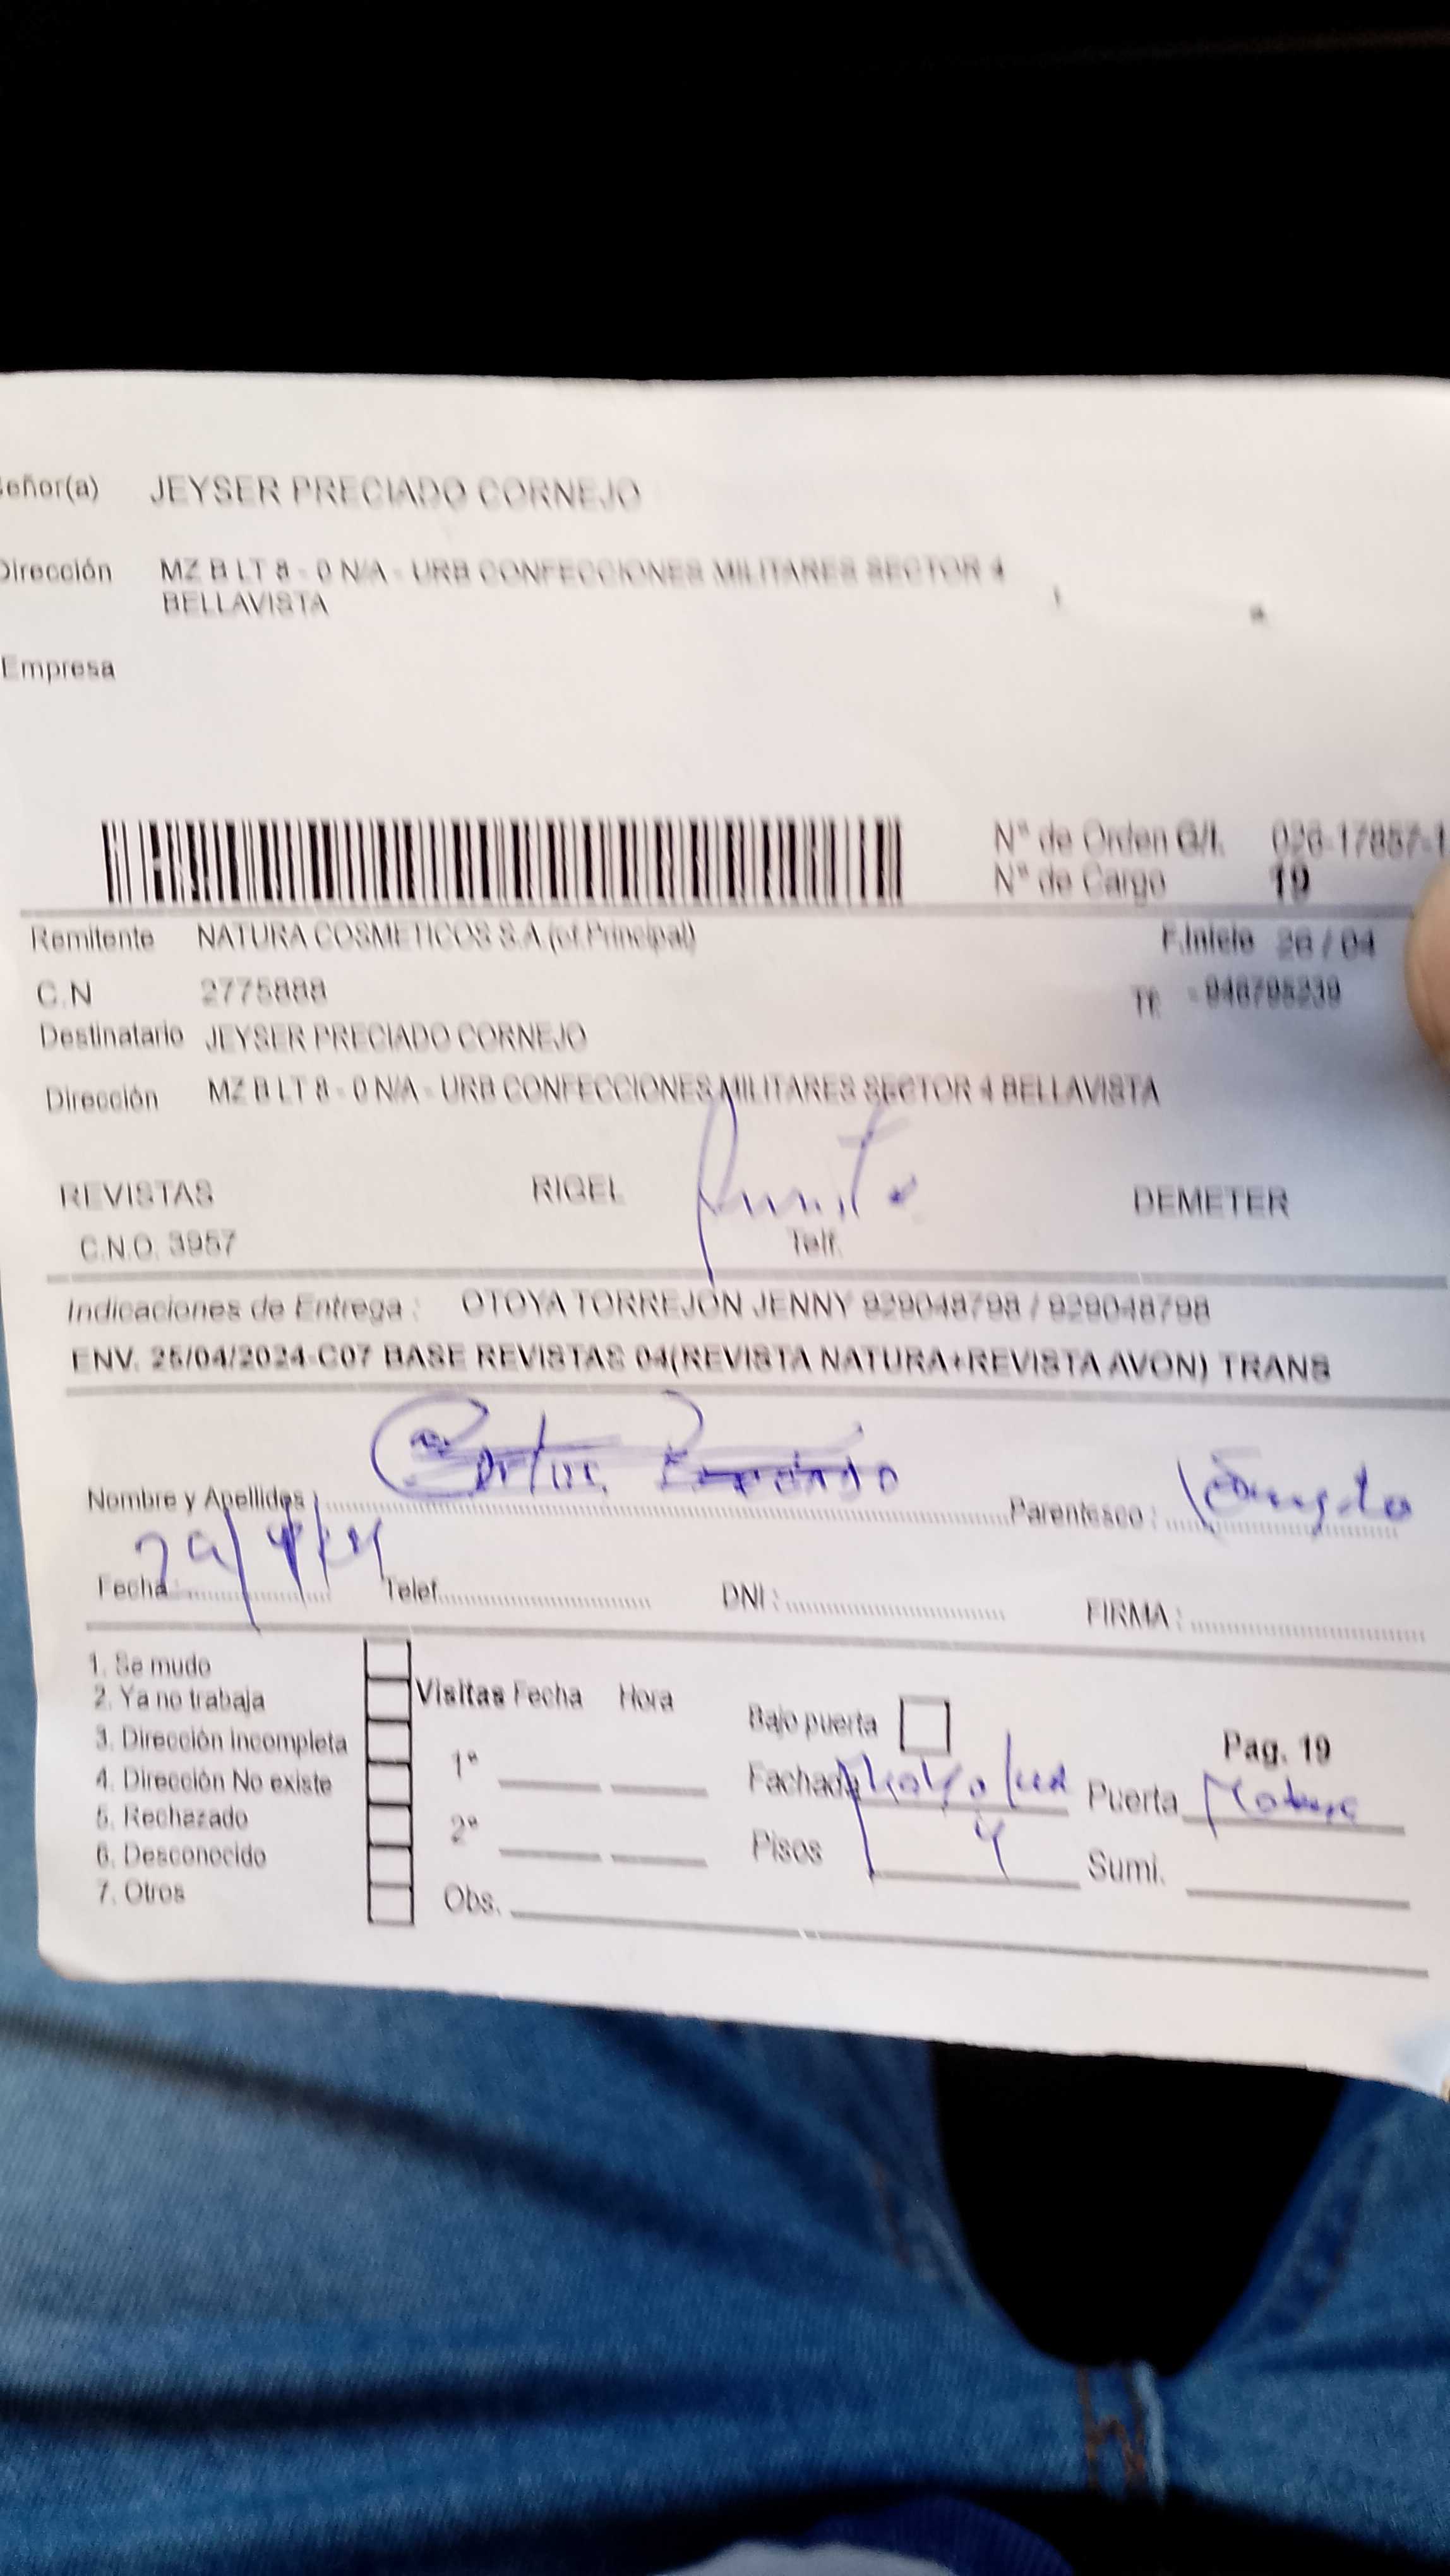 eñor(a) JEYSER PRECIADO CORNEJO
Dirección MZ B LT 8 - 0 N/A - URB CONFECCIONES MILITARES SECTOR 4
BELLAVISTA
Empresa
N° de Orden G/I. 026-17857-1
N° de Cargo 19
Remitente NATURA COSMETICOS S.A.(of.Principal) F.Inicio 26 / 04
C.N 2775888 Tf. - 946795239
Destinatario JEYSER PRECIADO CORNEJO
Dirección MZ B LT 8 - 0 N/A - URB CONFECCIONES MILITARES SECTOR 4 BELLAVISTA
REVISTAS RIGEL DEMETER
C.N.O. 3957 Telf.
Indicaciones de Entrega : OTOYA TORREJON JENNY 929048798 / 929048798
ENV. 25/04/2024-C07 BASE REVISTAS 04(REVISTA NATURA+REVISTA AVON) TRANS
Nombre y Apellidos : Parentesco :
Fecha : Telef. DNI : FIRMA :
1. Se mudo
2. Ya no trabaja Visitas Fecha Hora Bajo puerta
3. Dirección incompleta Pag. 19
4. Dirección No existe 1° Fachada Puerta
5. Rechazado
6. Desconocido 2° Pisos 4 Sumi.
7. Otros Obs.